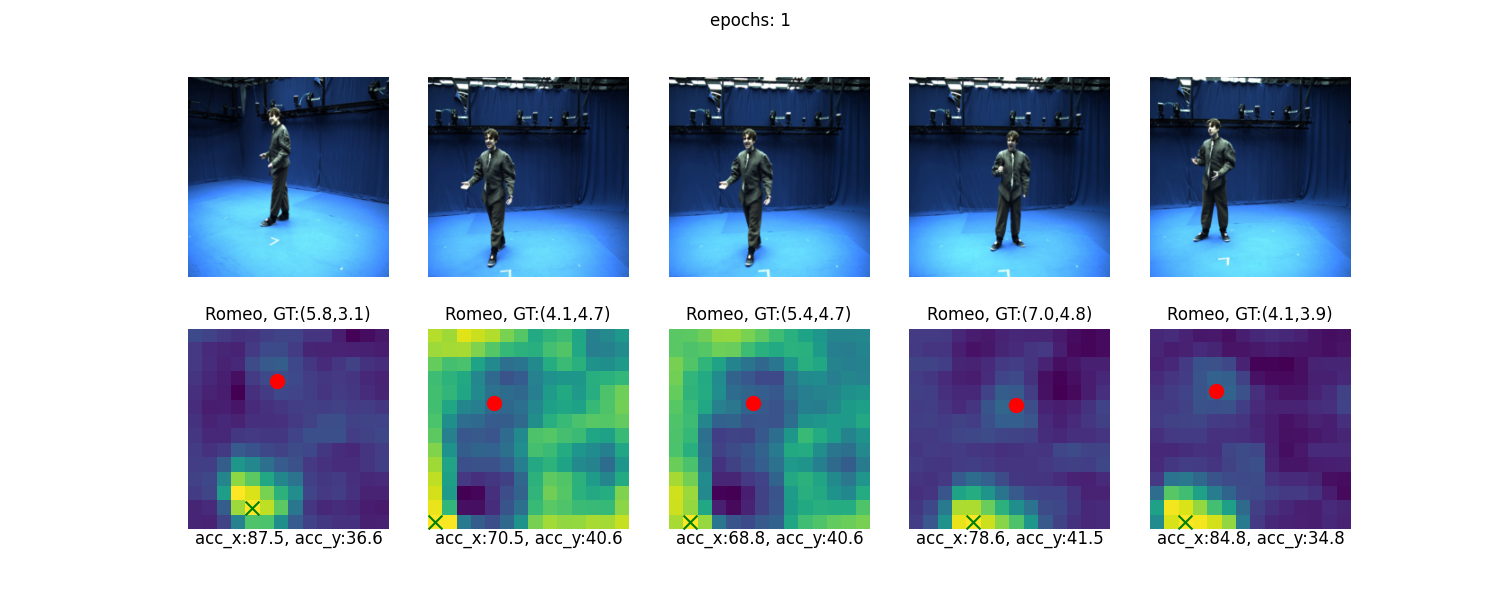 epochs: 1
Romeo, GT:(5.8,3.1)
Romeo, GT:(4.1,4.7)
Romeo, GT:(5.4,4.7)
Romeo, GT:(7.0,4.8)
Romeo, GT:(4.1,3.9)
acc_x:87.5, acc_y:36.6
acc_x:70.5, acc_y:40.6
acc_x:68.8, acc_y:40.6
acc_x:78.6, acc_y:41.5
acc_x:84.8, acc_y:34.8